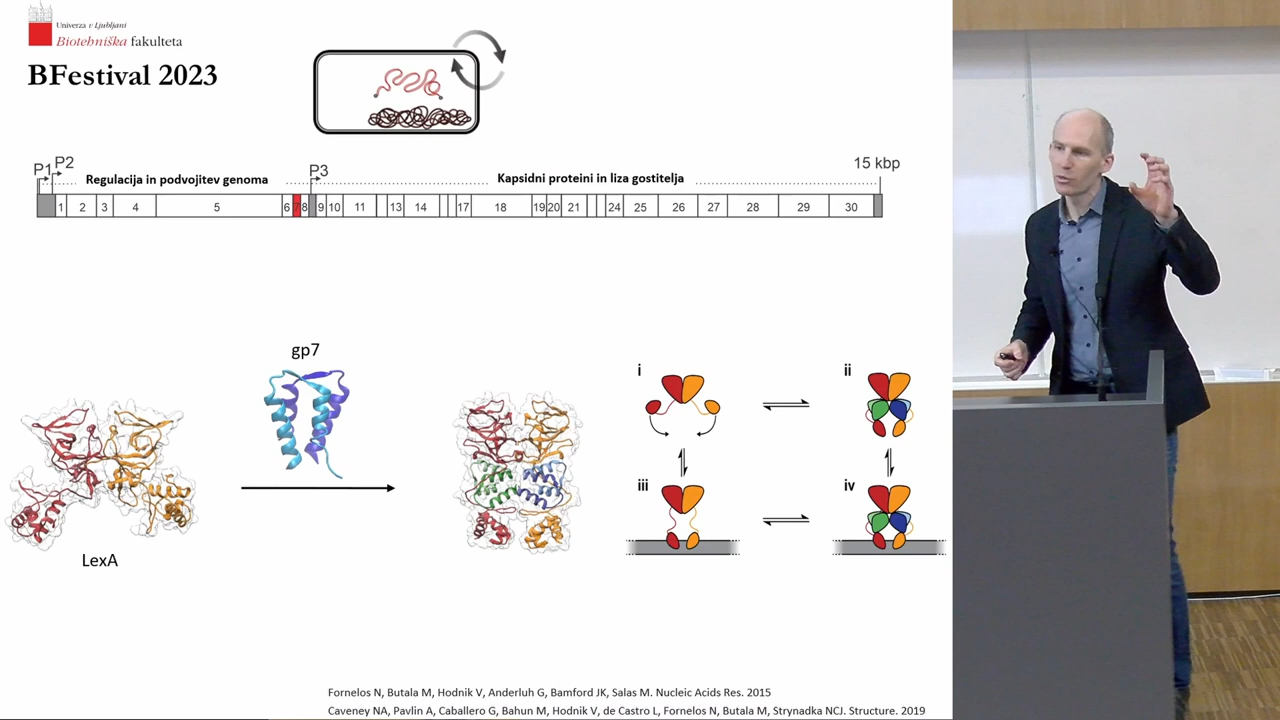 Univerza v Ljubljani
Biotehniška fakulteta
BFestival 2023
P1 P2 P3 15 kbp
Regulacija in podvojitev genoma Kapsidni proteini in liza gostitelja
1 2 3 4 5 6 7 8 9 10 11 13 14 17 18 19 20 21 24 25 26 27 28 29 30
gp7
i ii
iii iv
LexA
Fornelos N, Butala M, Hodnik V, Anderluh G, Bamford JK, Salas M. Nucleic Acids Res. 2015
Caveney NA, Pavlin A, Caballero G, Bahun M, Hodnik V, de Castro L, Fornelos N, Butala M, Strynadka NCJ. Structure. 2019